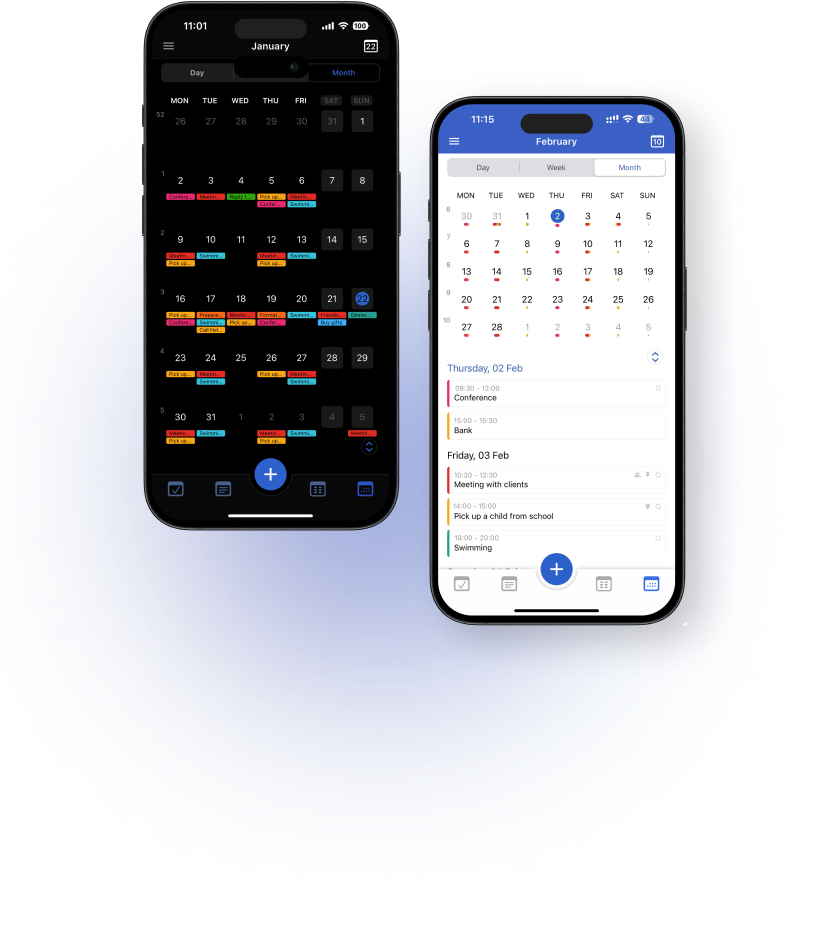 11:01
100
January
22
Day
Month
MON TUE WED THU FRI SAT SUN
52
26 27 28 29 30 31 1
1
2 3 4 5 6 7 8
Confere... Meetin... Reply t... Pick up... Meetin...
Confer... Swimmi...
2
9 10 11 12 13 14 15
Meetin... Swimmi... Meetin... Swimmi...
Pick up... Pick up...
3
16 17 18 19 20 21 22
Pick up... Prepare... Meetin... Format... Swimmi... Friends... Dinner...
Confere... Swimmi... Pick up... Confer... Buy gifts
Call Hel...
4
23 24 25 26 27 28 29
Pick up... Meetin... Pick up... Meetin...
Swimmi... Swimmi...
5
30 31 1 2 3 4 5
Meetin... Swimmi... Meetin... Swimmi... Meetin...
Pick up... Pick up...
11:15
44
February
10
Day
Week
Month
MON TUE WED THU FRI SAT SUN
6
30 31 1 2 3 4 5
7
6 7 8 9 10 11 12
8
13 14 15 16 17 18 19
9
20 21 22 23 24 25 26
10
27 28 1 2 3 4 5
Thursday, 02 Feb
09:30 - 12:00
Conference
15:00 - 15:30
Bank
Friday, 03 Feb
10:30 - 12:30
Meeting with clients
14:00 - 15:00
Pick up a child from school
19:00 - 20:00
Swimming